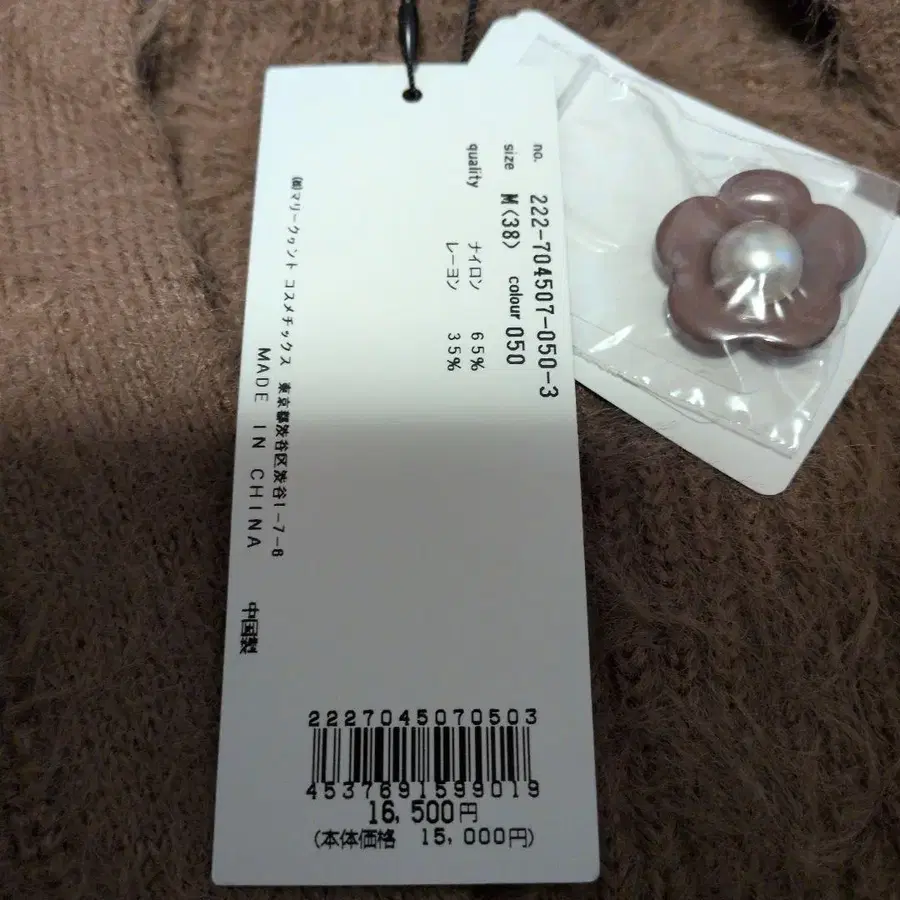 no. 222-704507-050-3
size M(38) colour 050
quality ナイロン 65%
レーヨン 35%
㈱マリークヮント コスメチックス 東京都渋谷区渋谷1-7-6
MADE IN CHINA 中国製
2227045070503
4537691599019
16,500円
(本体価格 15,000円)